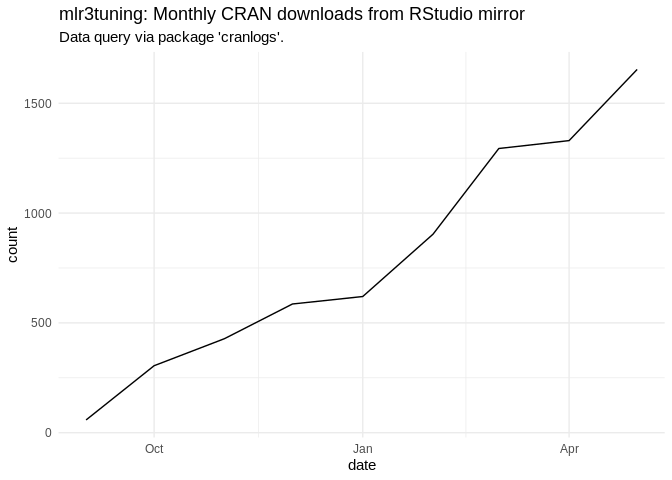 mlr3tuning: Monthly CRAN downloads from RStudio mirror
Data query via package 'cranlogs'.
1500
1000
500
0
count
Oct
Jan
Apr
date